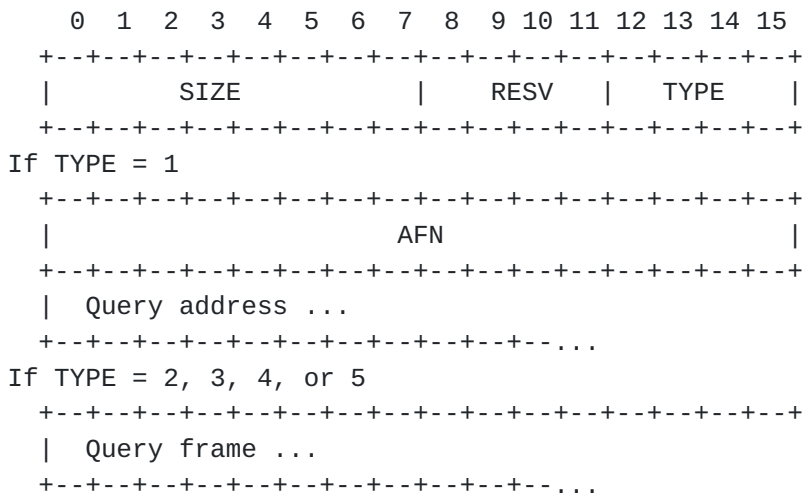 0  1  2  3  4  5  6  7  8  9 10 11 12 13 14 15
  +--+--+--+--+--+--+--+--+--+--+--+--+--+--+--+--+
  |        SIZE           |    RESV   |   TYPE    |
  +--+--+--+--+--+--+--+--+--+--+--+--+--+--+--+--+
If TYPE = 1
  +--+--+--+--+--+--+--+--+--+--+--+--+--+--+--+--+
  |                      AFN                      |
  +--+--+--+--+--+--+--+--+--+--+--+--+--+--+--+--+
  |  Query address ...
  +--+--+--+--+--+--+--+--+--+--+--...
If TYPE = 2, 3, 4, or 5
  +--+--+--+--+--+--+--+--+--+--+--+--+--+--+--+--+
  |  Query frame ...
  +--+--+--+--+--+--+--+--+--+--+--...